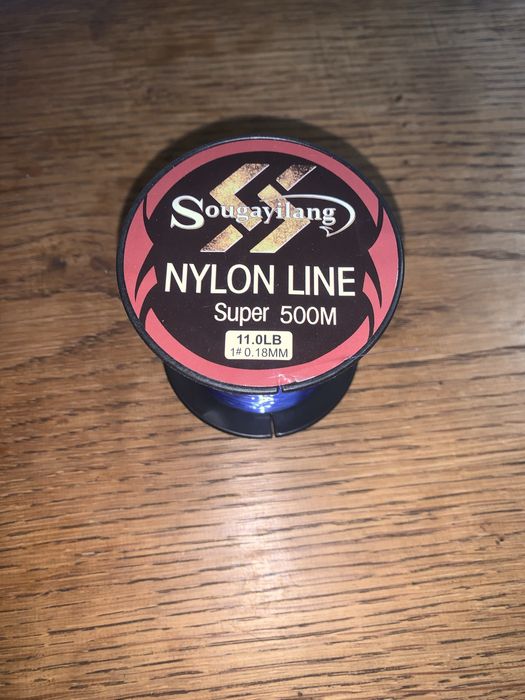 Sougayilang
NYLON LINE
Super 500M
11.0LB
1# 0.18MM